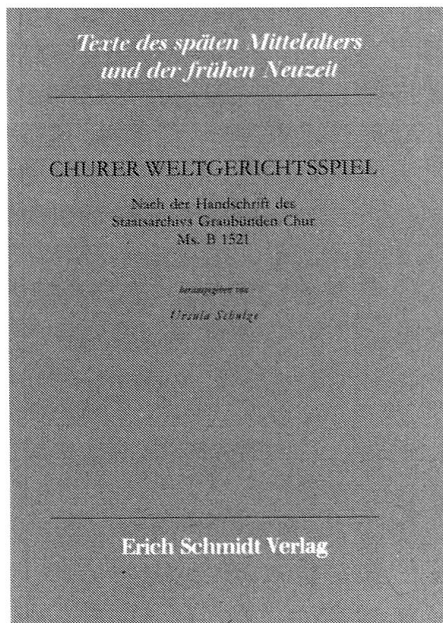 Texte des späten Mittelalters
und der frühen Neuzeit
CHURER WELTGERICHTSSPIEL
Nach der Handschrift des
Staatsarchivs Graubünden Chur
Ms. B 1521
herausgegeben von
Ursula Schulze
Erich Schmidt Verlag